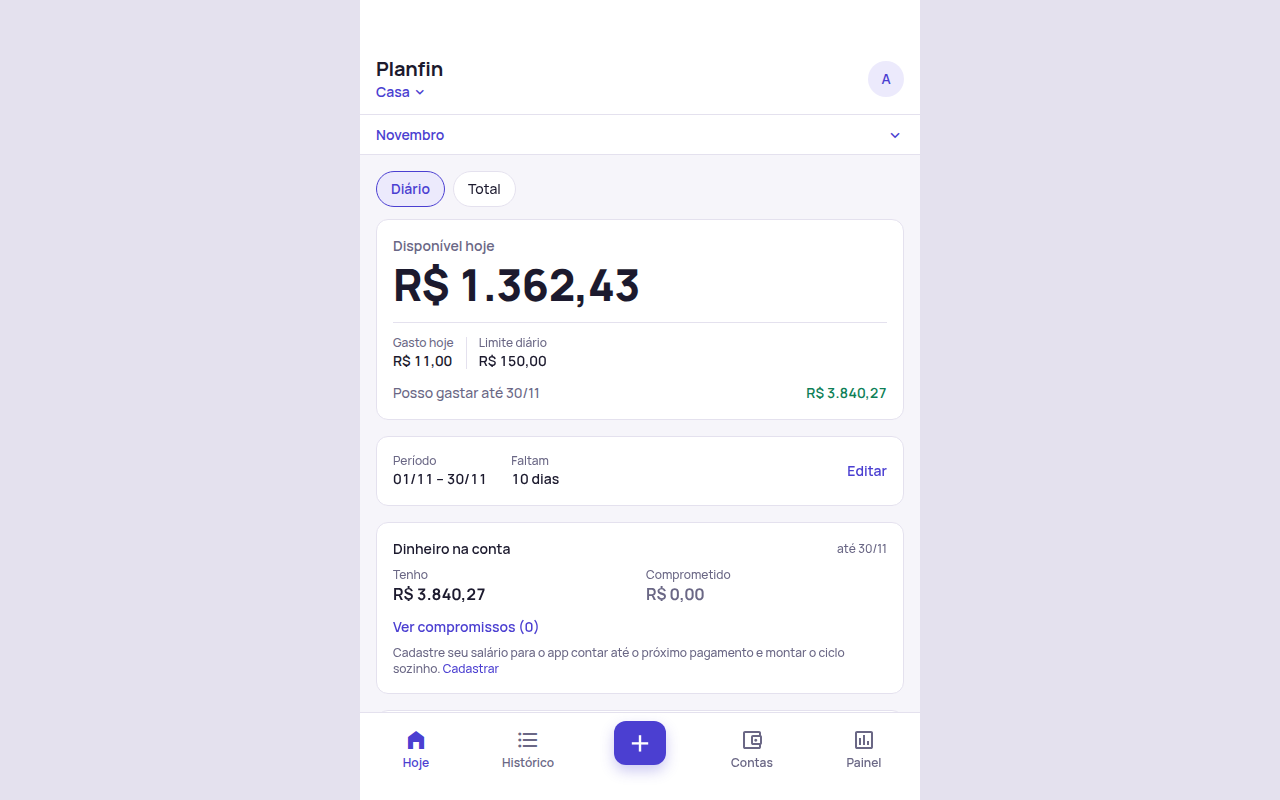 Planfin
Casa
A
Novembro
Diário
Total
Disponível hoje
R$ 1.362,43
Gasto hoje
Limite diário
R$ 11,00
R$ 150,00
Posso gastar até 30/11
R$ 3.840,27
Período
Faltam
01/11 – 30/11
10 dias
Editar
Dinheiro na conta
até 30/11
Tenho
Comprometido
R$ 3.840,27
R$ 0,00
Ver compromissos (0)
Cadastre seu salário para o app contar até o próximo pagamento e montar o ciclo
sozinho. Cadastrar
Hoje
Histórico
Contas
Painel